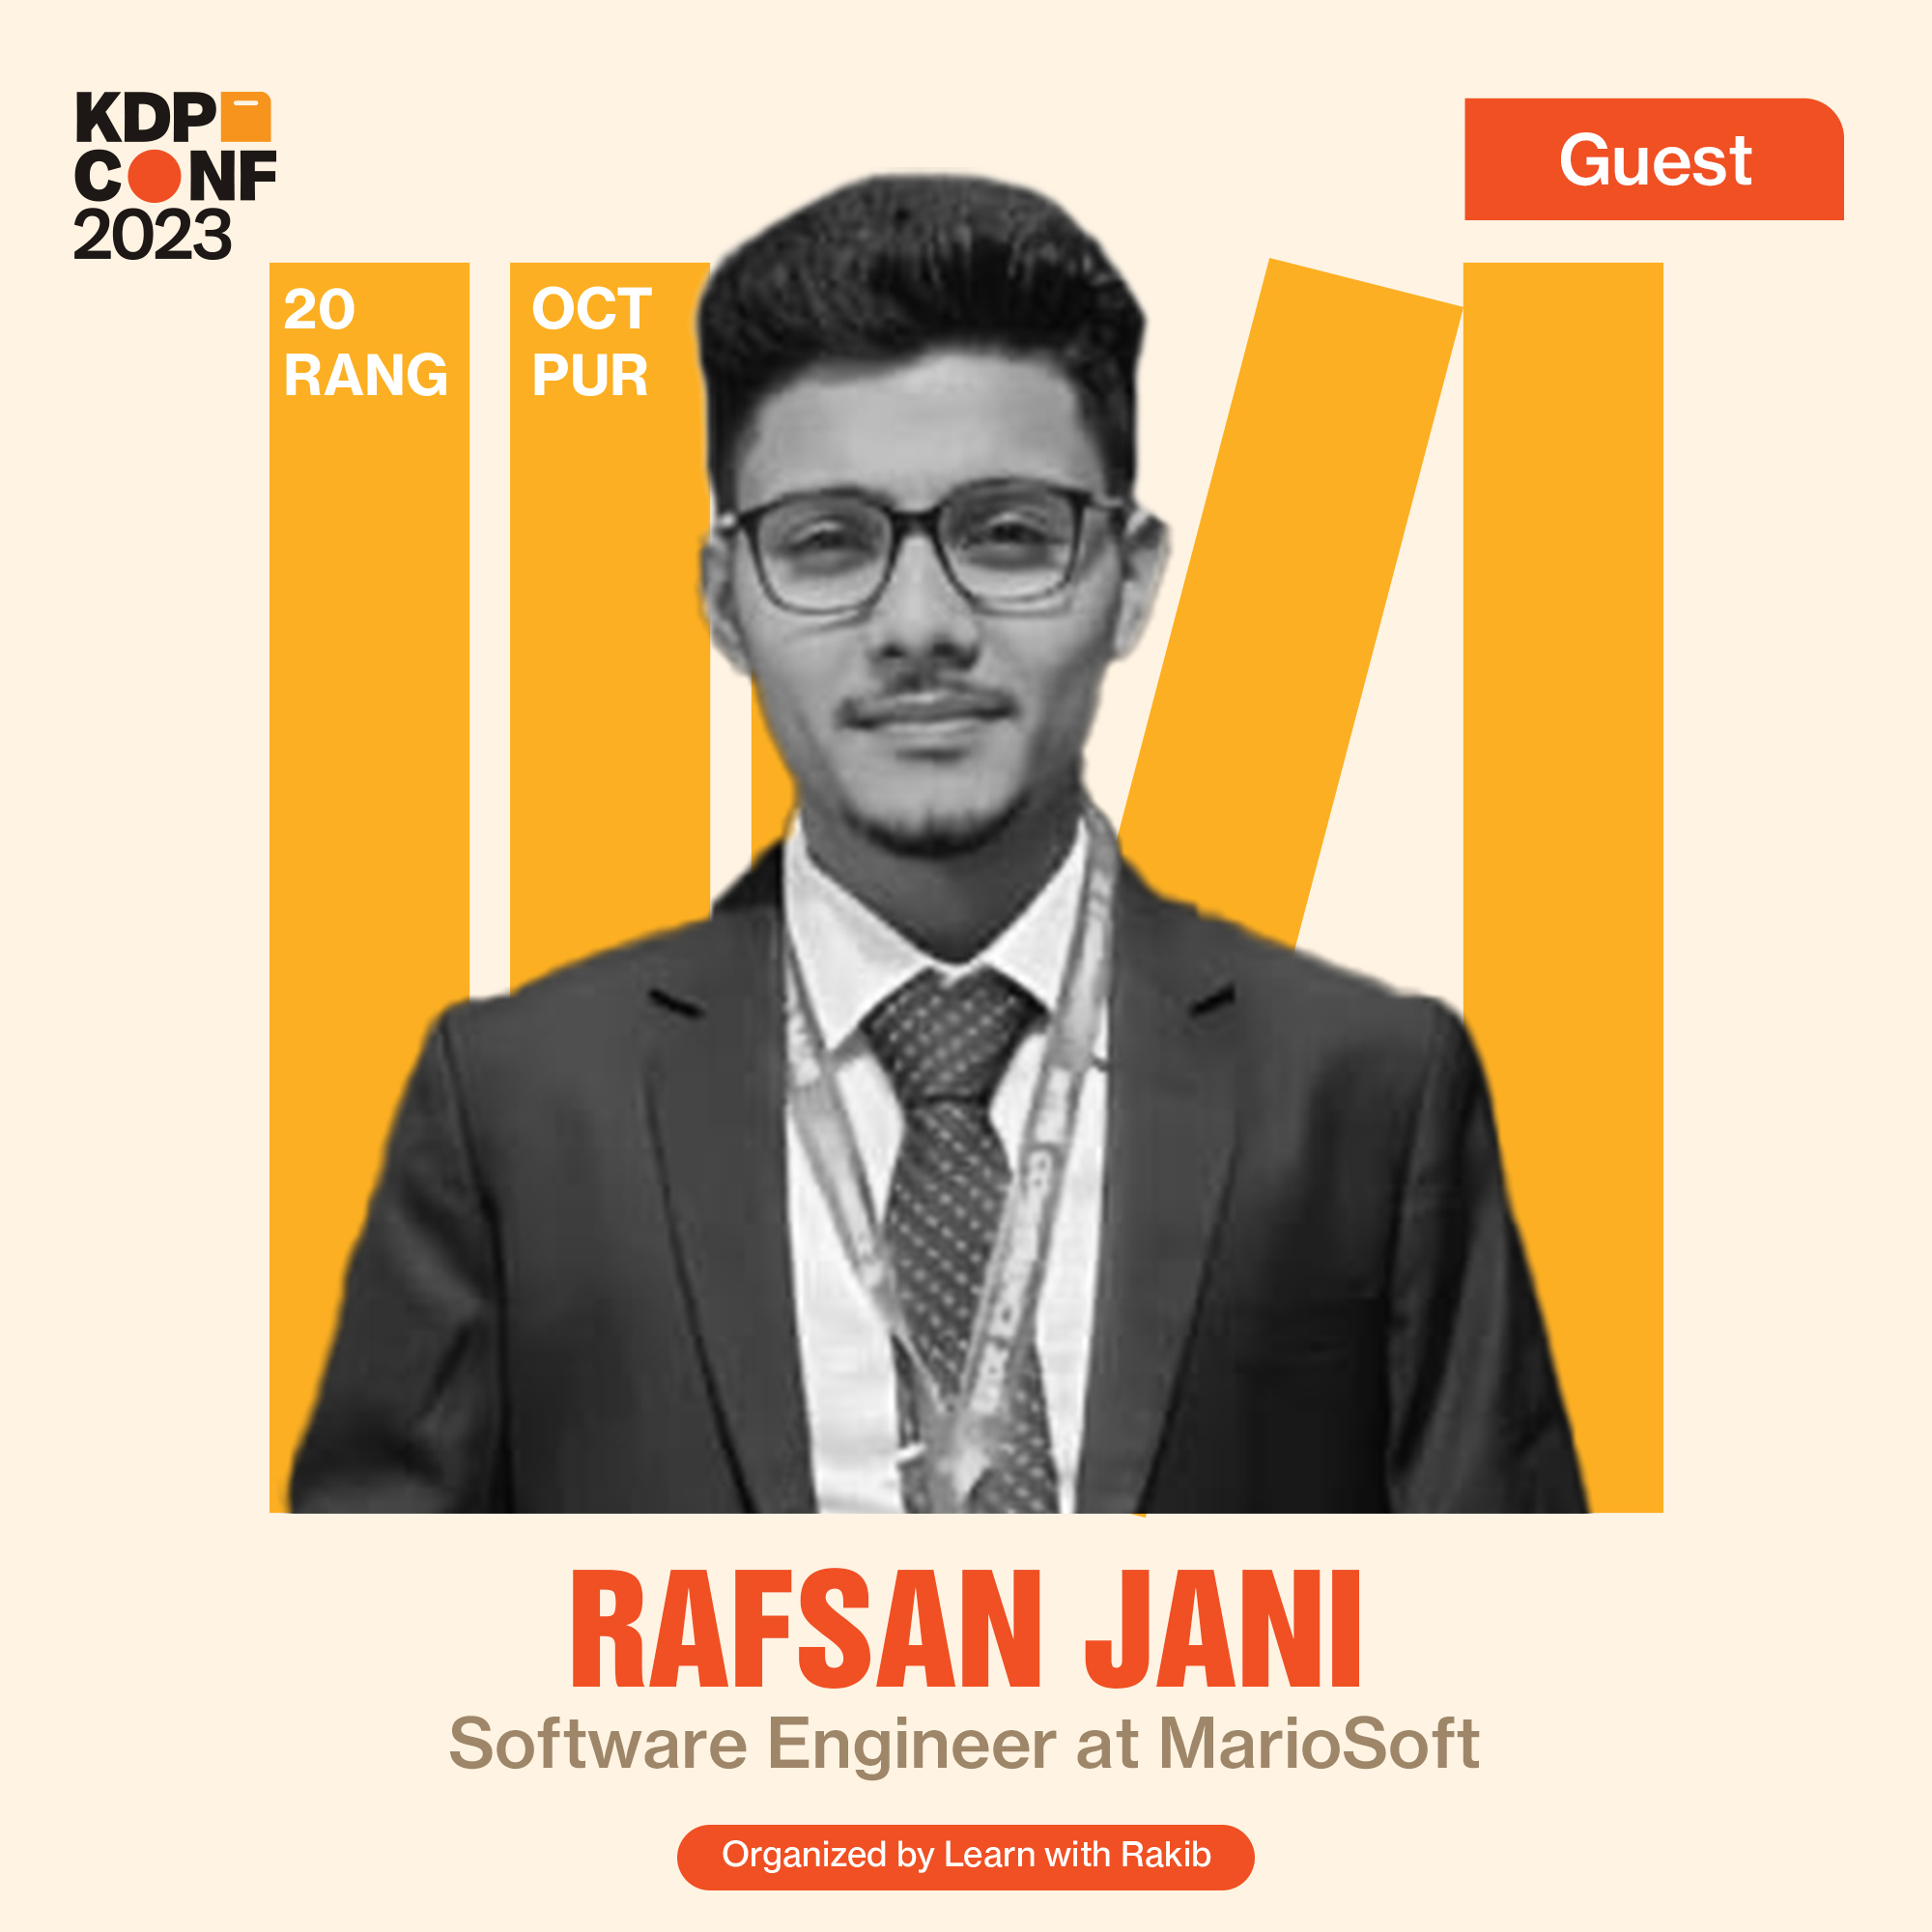 KDP
CONF
2023
Guest
20 OCT
RANG PUR
RAFSAN JANI
Software Engineer at MarioSoft
Organized by Learn with Rakib